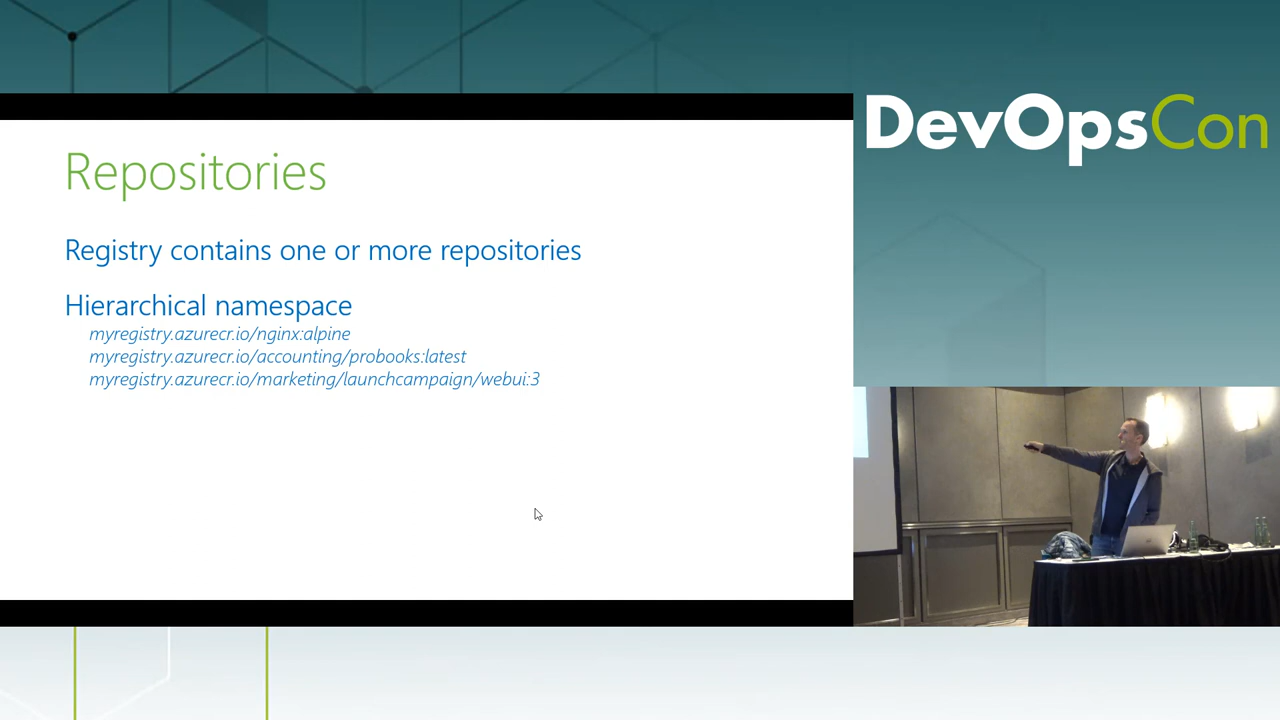 DevOpsCon
Repositories
Registry contains one or more repositories
Hierarchical namespace
myregistry.azurecr.io/nginx:alpine
myregistry.azurecr.io/accounting/probooks:latest
myregistry.azurecr.io/marketing/launchcampaign/webui:3